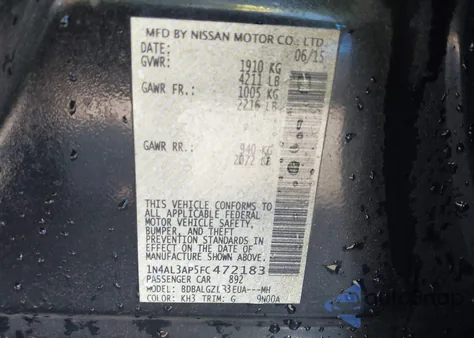 MFD BY NISSAN MOTOR CO., LTD.
DATE: 06/15
GVWR: 1910 KG
4211 LB
GAWR FR.: 1005 KG
2216 LB
GAWR RR.: 940 KG
2072 LB
THIS VEHICLE CONFORMS TO
ALL APPLICABLE FEDERAL
MOTOR VEHICLE SAFETY,
BUMPER, AND THEFT
PREVENTION STANDARDS IN
EFFECT ON THE DATE OF
MANUFACTURE SHOWN ABOVE.
1N4AL3AP5FC472183
PASSENGER CAR 892
MODEL: BDBALGZL33EUA---MH
COLOR: KH3 TRIM: G 9N00A